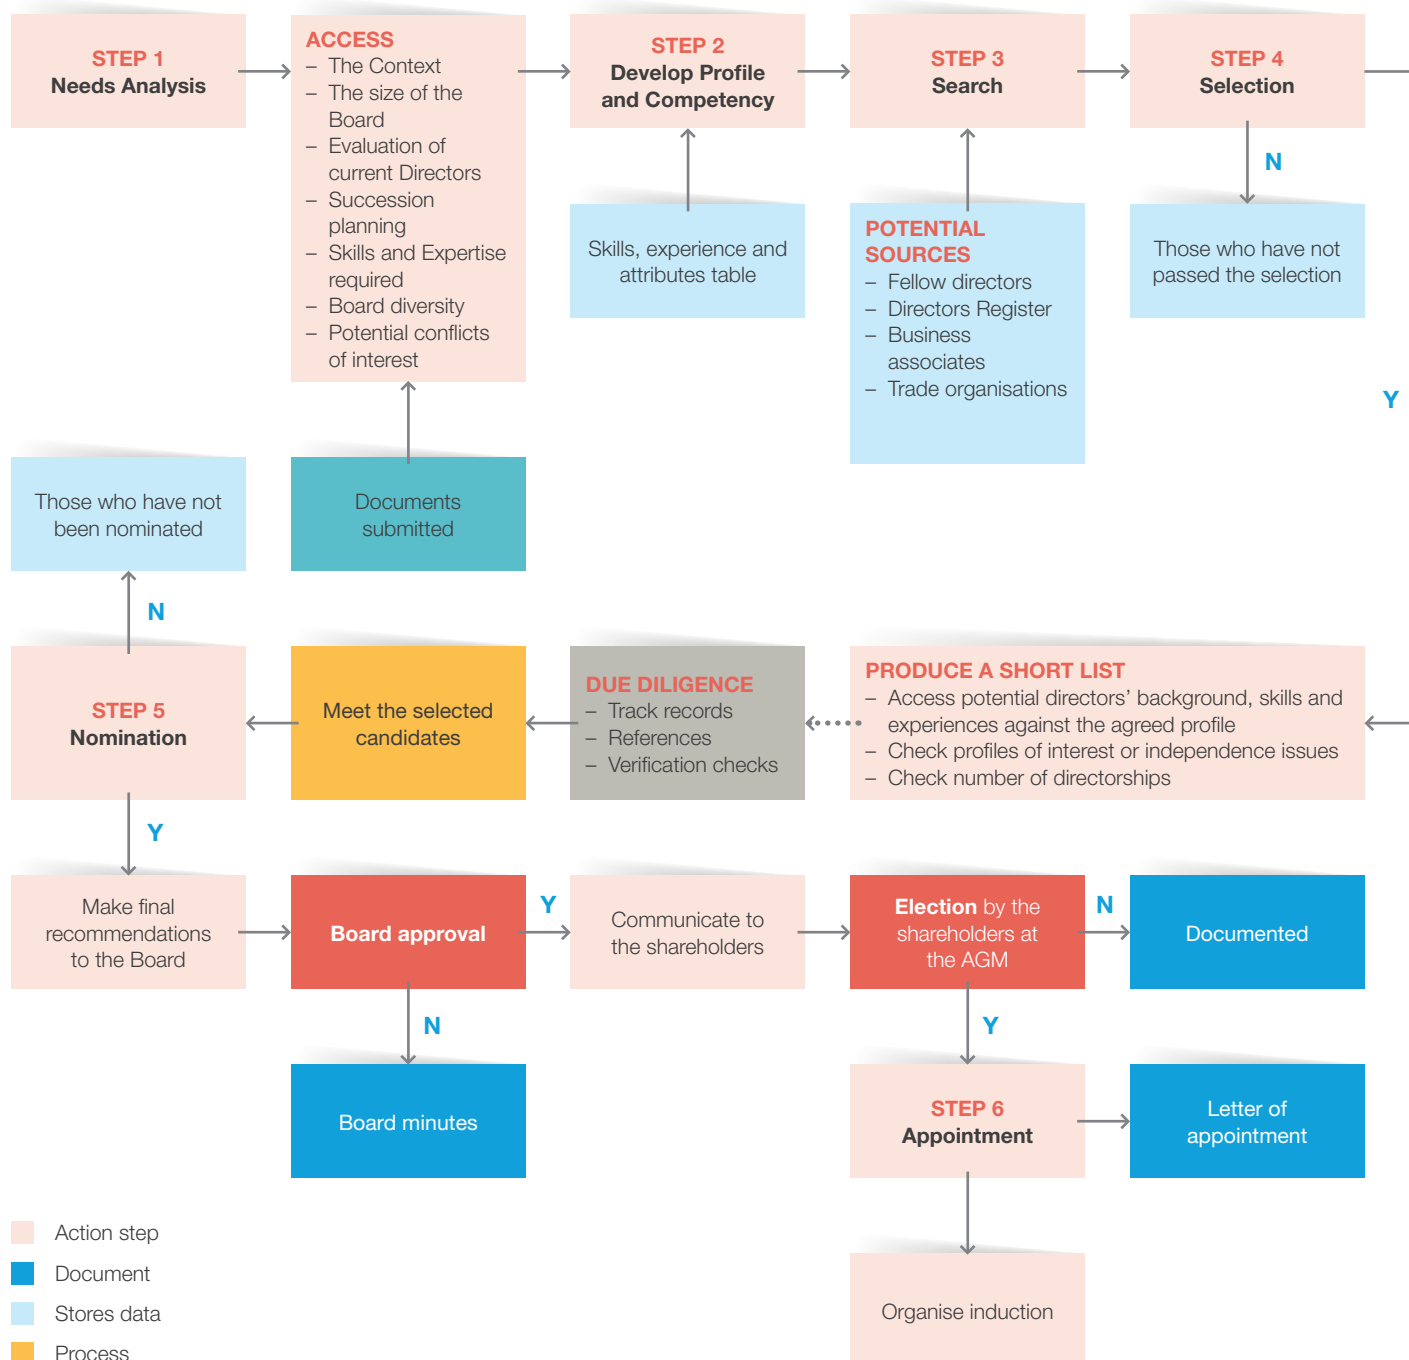 STEP 1
Needs Analysis
ACCESS
– The Context
– The size of the
Board
– Evaluation of
current Directors
– Succession
planning
– Skills and Expertise
required
– Board diversity
– Potential conflicts
of interest
STEP 2
Develop Profile
and Competency
STEP 3
Search
STEP 4
Selection
N
Skills, experience and
attributes table
POTENTIAL
SOURCES
– Fellow directors
– Directors Register
– Business
associates
– Trade organisations
Those who have not
passed the selection
Y
Those who have not
been nominated
Documents
submitted
N
STEP 5
Nomination
Meet the selected
candidates
DUE DILIGENCE
– Track records
– References
– Verification checks
PRODUCE A SHORT LIST
– Access potential directors’ background, skills and
experiences against the agreed profile
– Check profiles of interest or independence issues
– Check number of directorships
Y
Make final
recommendations
to the Board
Board approval
Y
Communicate to
the shareholders
Election by the
shareholders at
the AGM
N
Documented
N
Y
Board minutes
STEP 6
Appointment
Letter of
appointment
Organise induction
Action step
Document
Stores data
Process